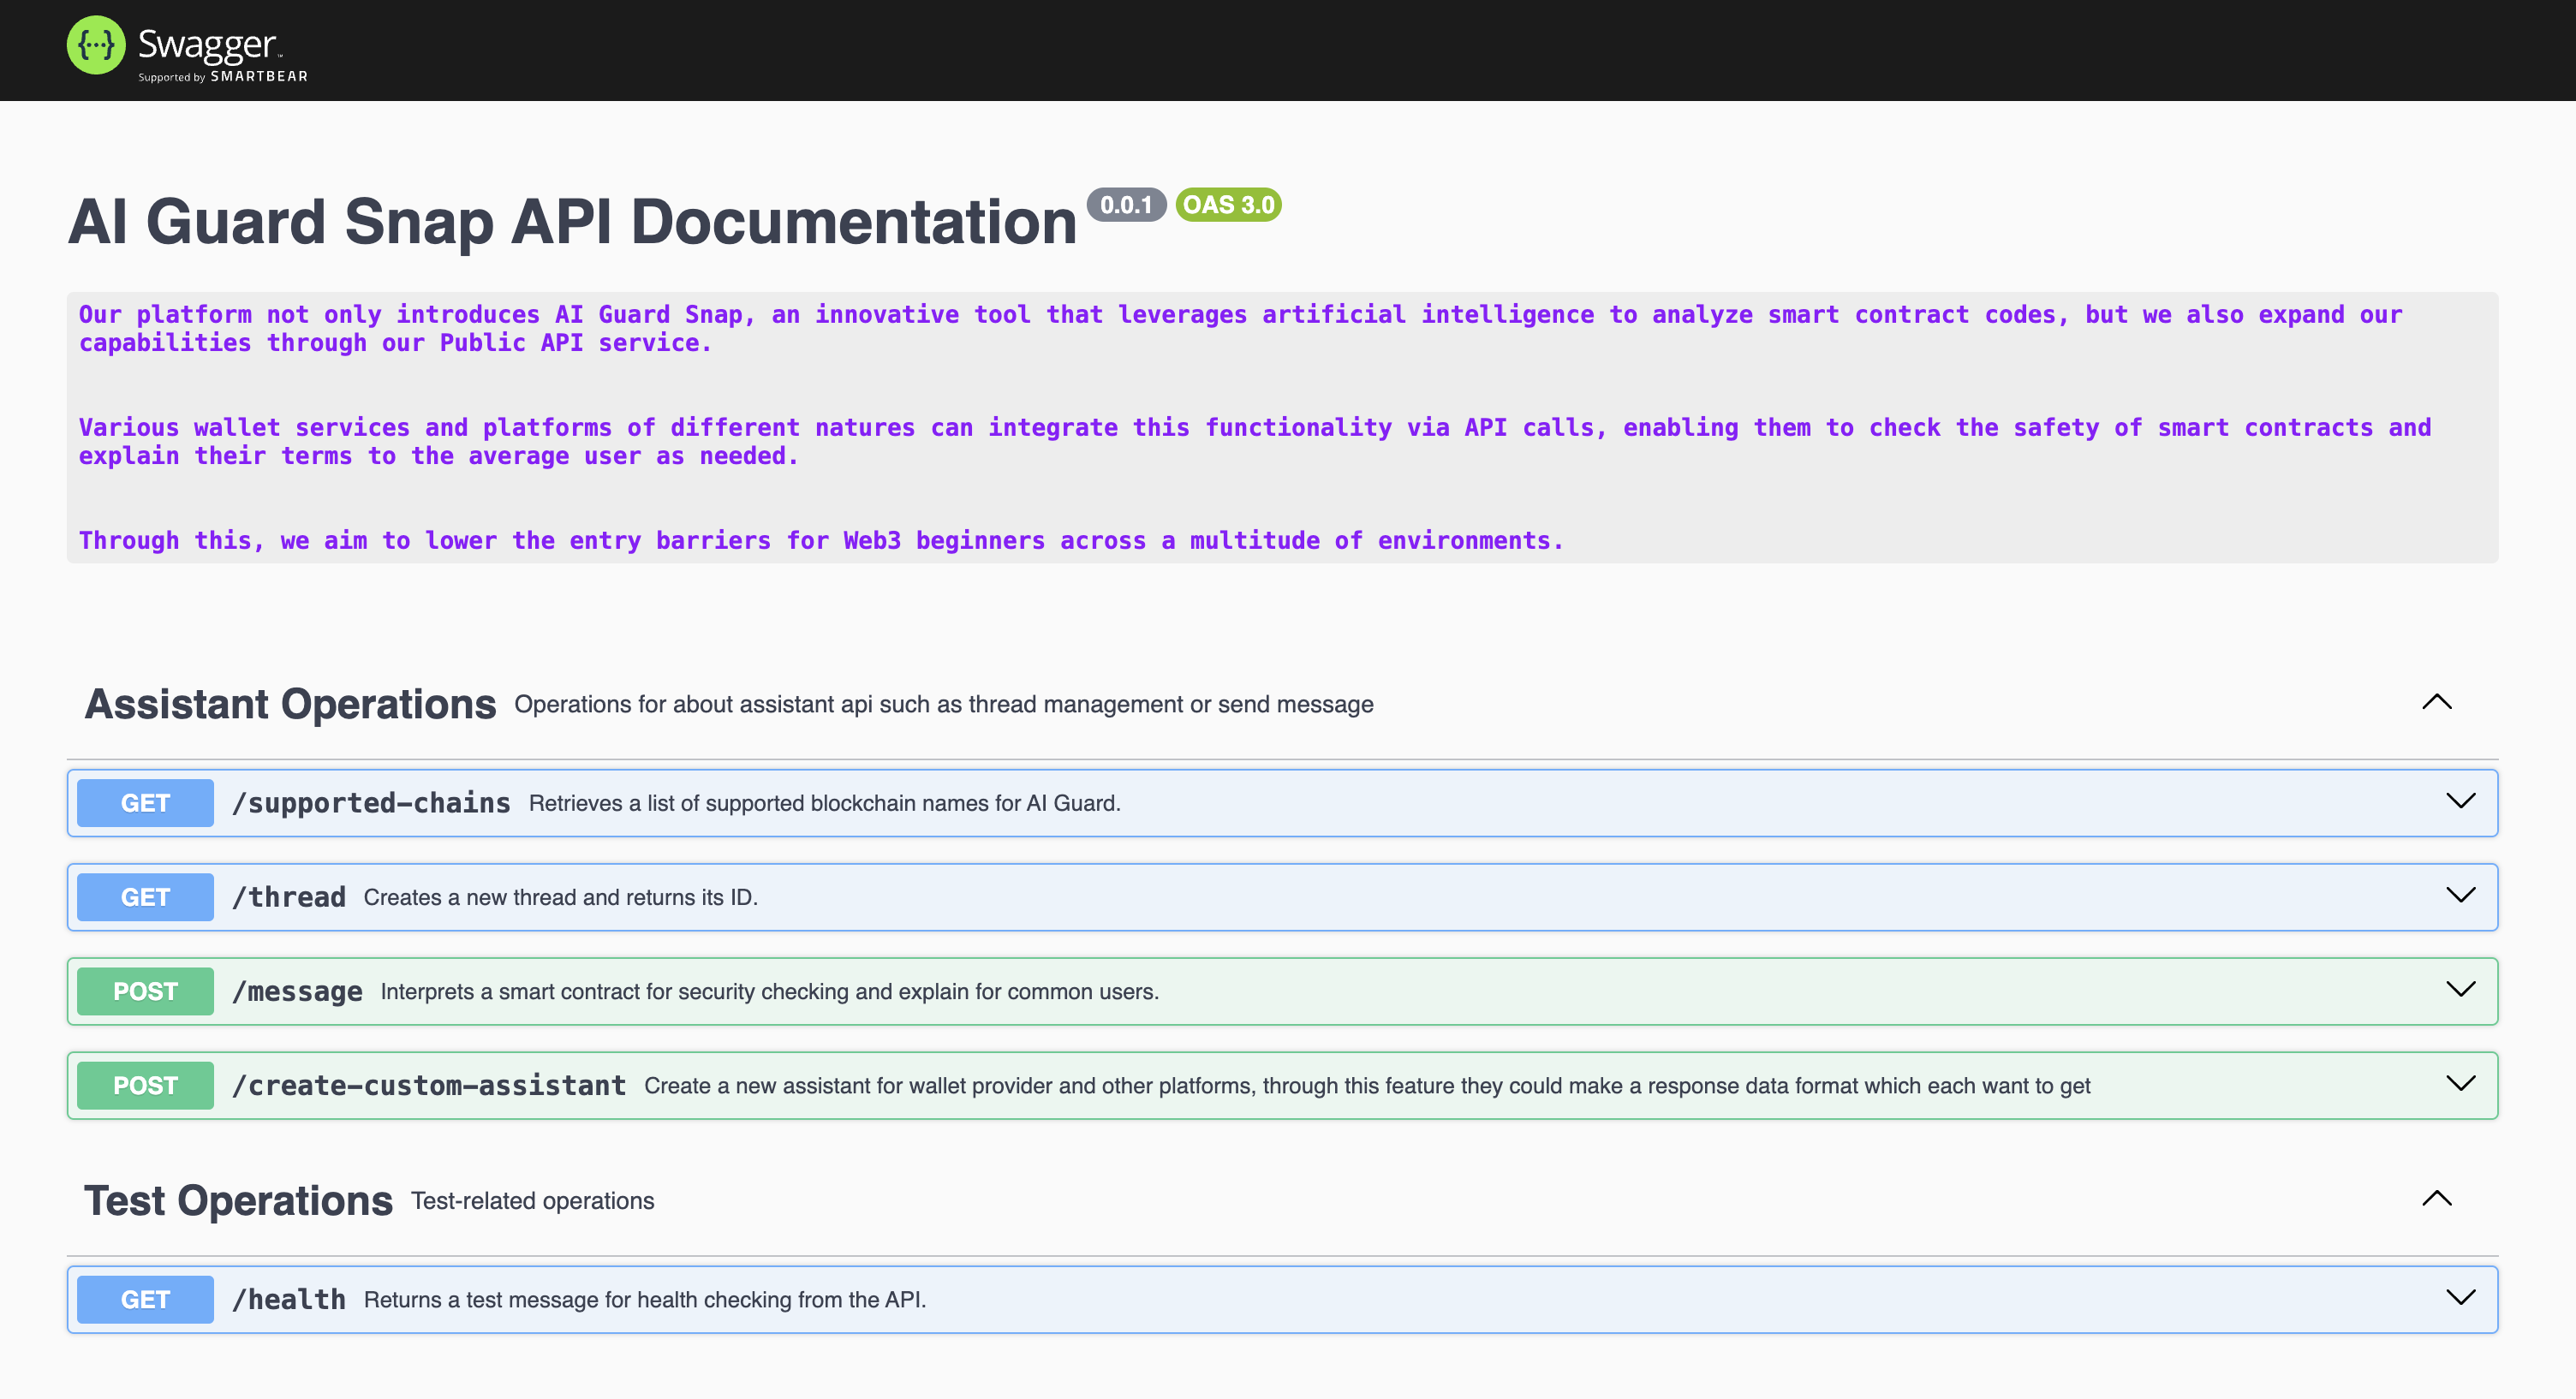 {···} Swagger™
Supported by SMARTBEAR
AI Guard Snap API Documentation 0.0.1 OAS 3.0
Our platform not only introduces AI Guard Snap, an innovative tool that leverages artificial intelligence to analyze smart contract codes, but we also expand our
capabilities through our Public API service.
Various wallet services and platforms of different natures can integrate this functionality via API calls, enabling them to check the safety of smart contracts and
explain their terms to the average user as needed.
Through this, we aim to lower the entry barriers for Web3 beginners across a multitude of environments.
Assistant Operations Operations for about assistant api such as thread management or send message
GET /supported-chains Retrieves a list of supported blockchain names for AI Guard.
GET /thread Creates a new thread and returns its ID.
POST /message Interprets a smart contract for security checking and explain for common users.
POST /create-custom-assistant Create a new assistant for wallet provider and other platforms, through this feature they could make a response data format which each want to get
Test Operations Test-related operations
GET /health Returns a test message for health checking from the API.